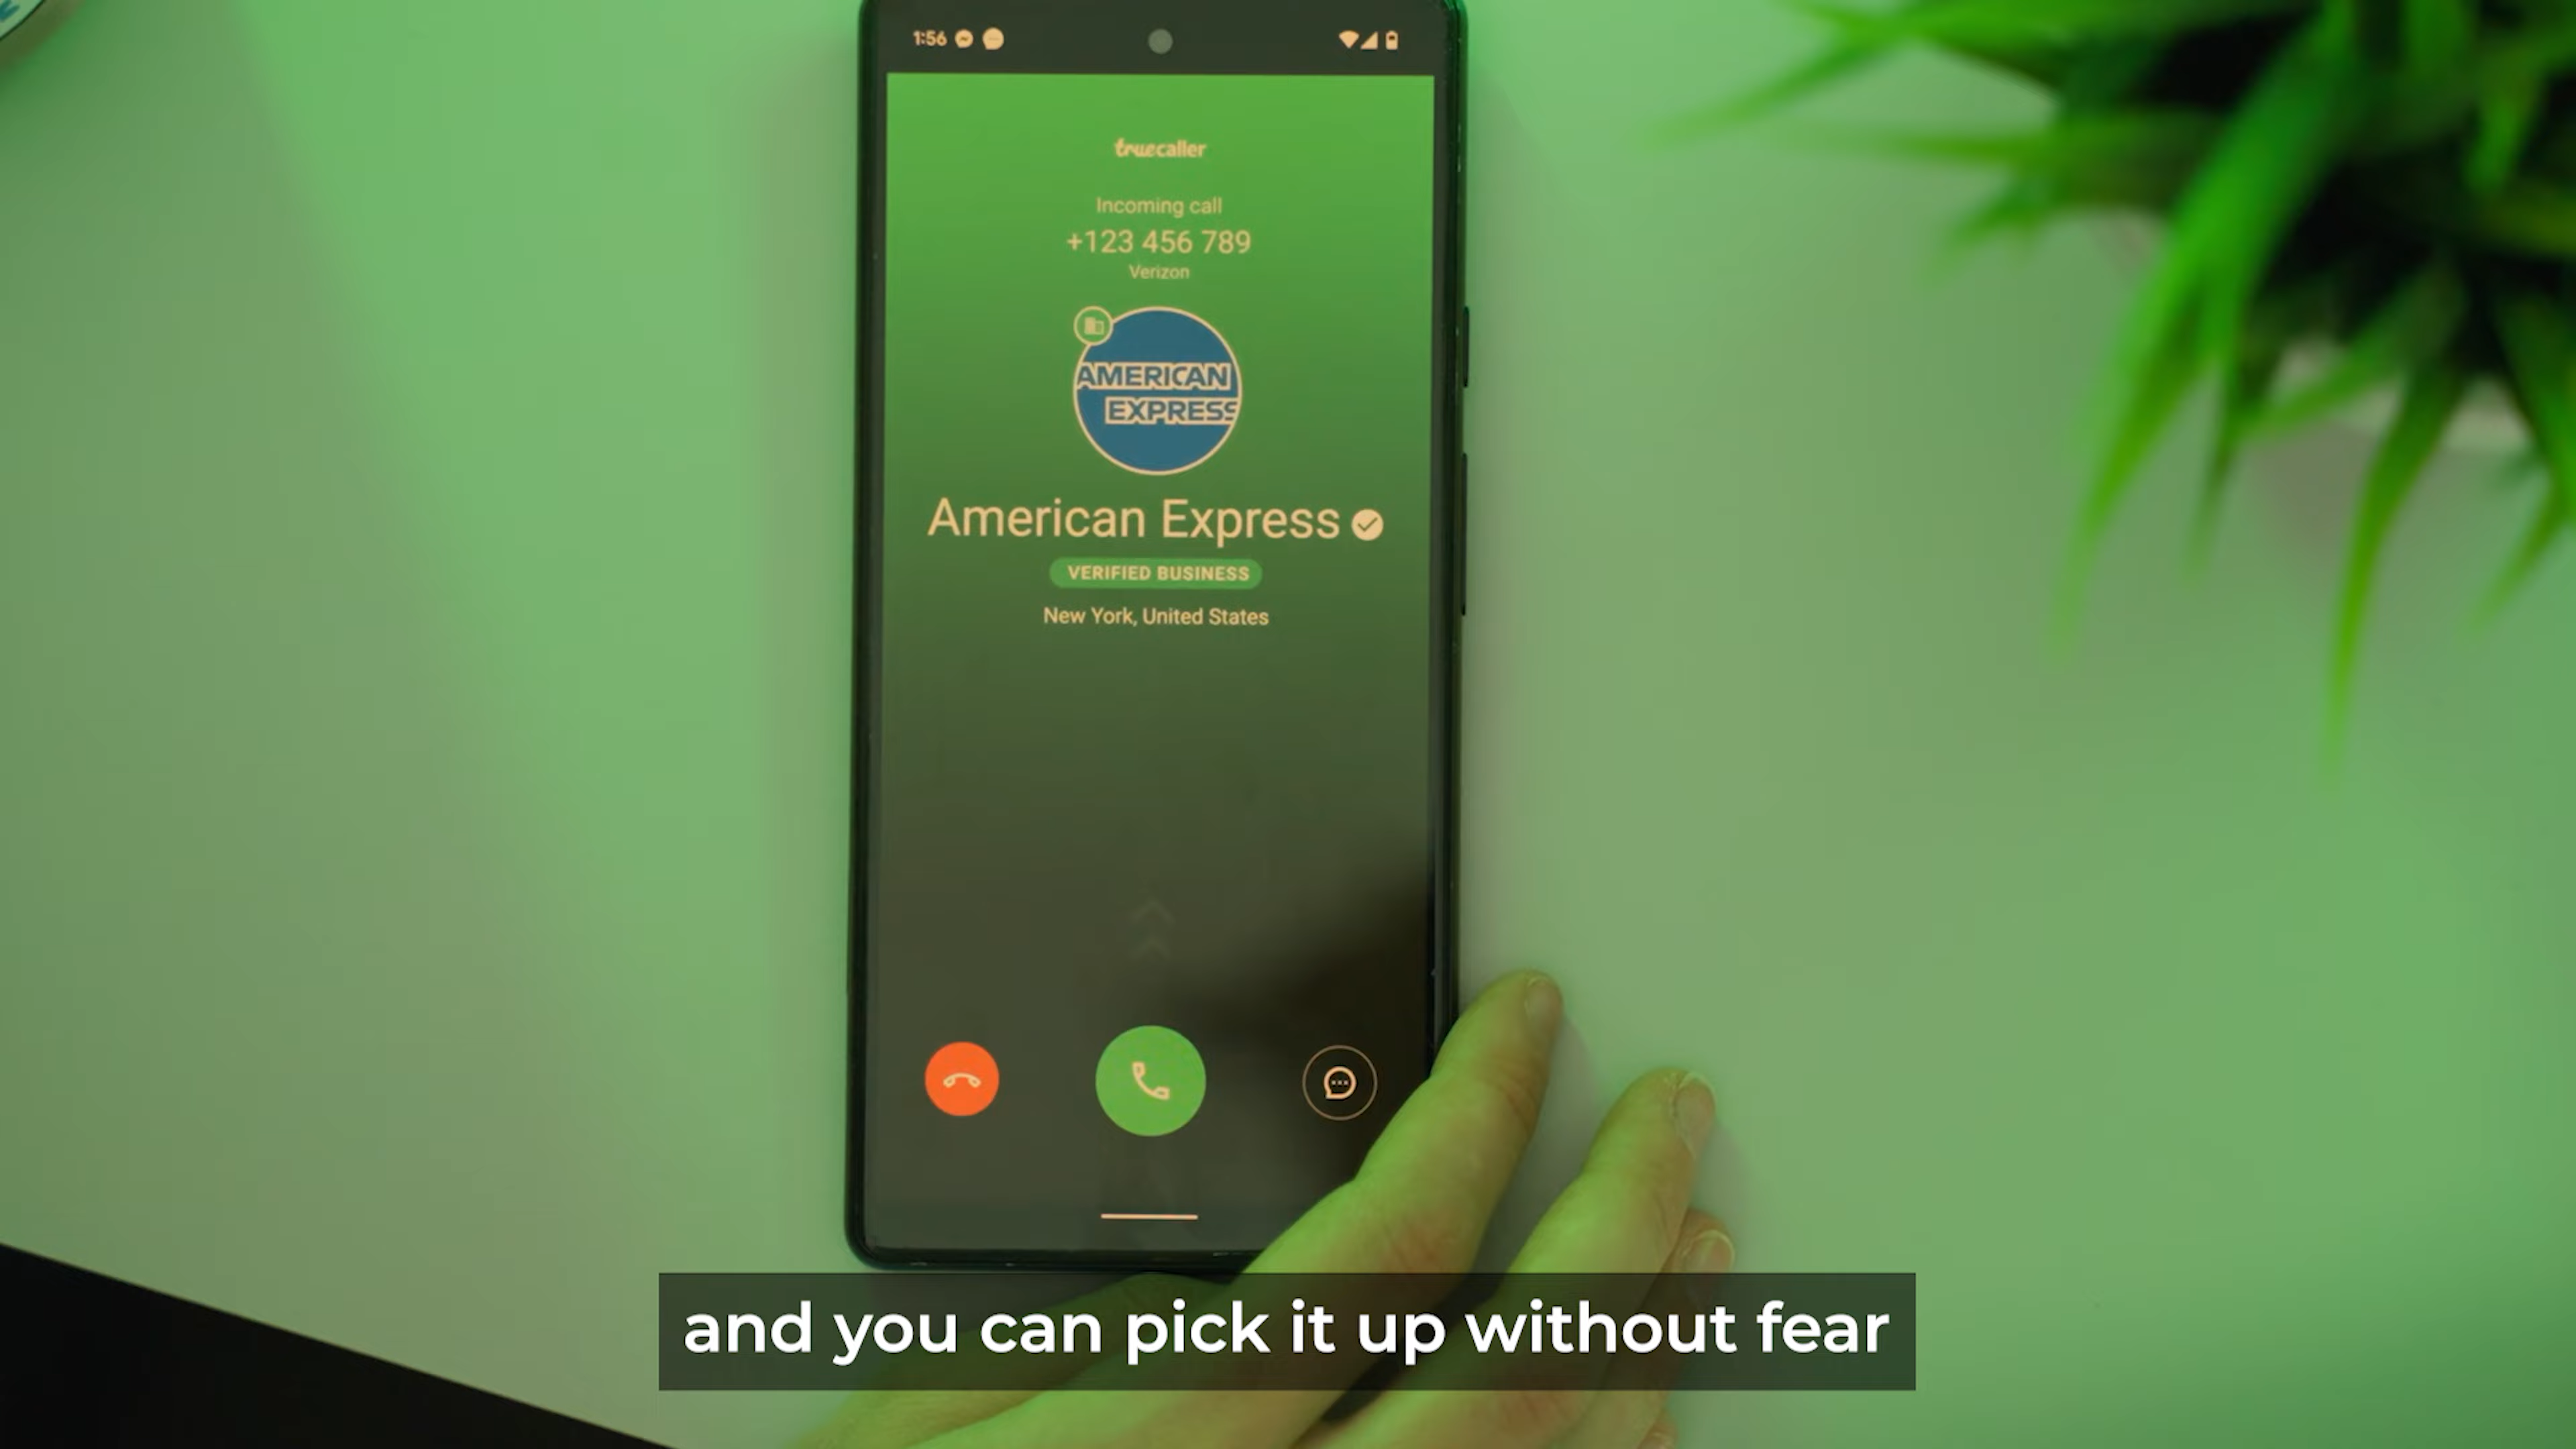 1:56
truecaller
Incoming call
+123 456 789
Verizon
AMERICAN
EXPRESS
American Express
VERIFIED BUSINESS
New York, United States
and you can pick it up without fear